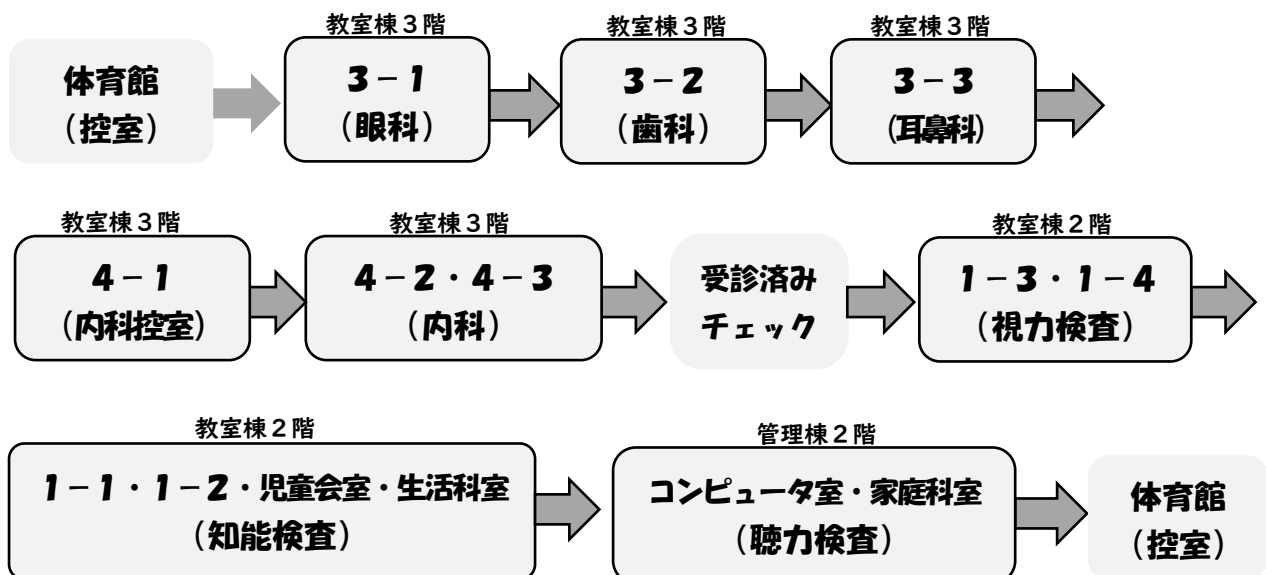 教室棟３階
教室棟３階
教室棟３階
体育館
（控室）
３－１
（眼科）
３－２
（歯科）
３－３
（耳鼻科）
教室棟３階
教室棟３階
教室棟２階
４－１
（内科控室）
４－２・４－３
（内科）
受診済み
チェック
１－３・１－４
（視力検査）
教室棟２階
管理棟２階
１－１・１－２・児童会室・生活科室
（知能検査）
コンピュータ室・家庭科室
（聴力検査）
体育館
（控室）